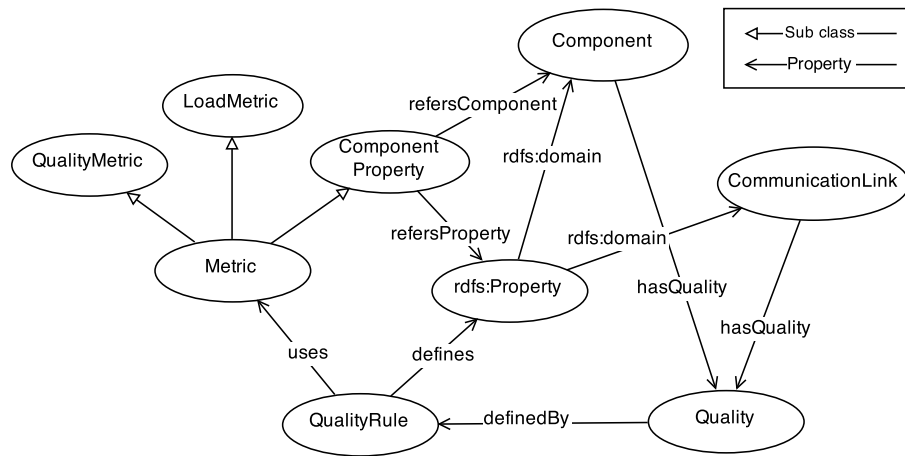 Component
Sub class
Property
LoadMetric
refersComponent
QualityMetric
Component
Property
rdfs:domain
CommunicationLink
refersProperty
rdfs:domain
Metric
rdfs:Property
hasQuality
hasQuality
uses
defines
QualityRule
definedBy
Quality